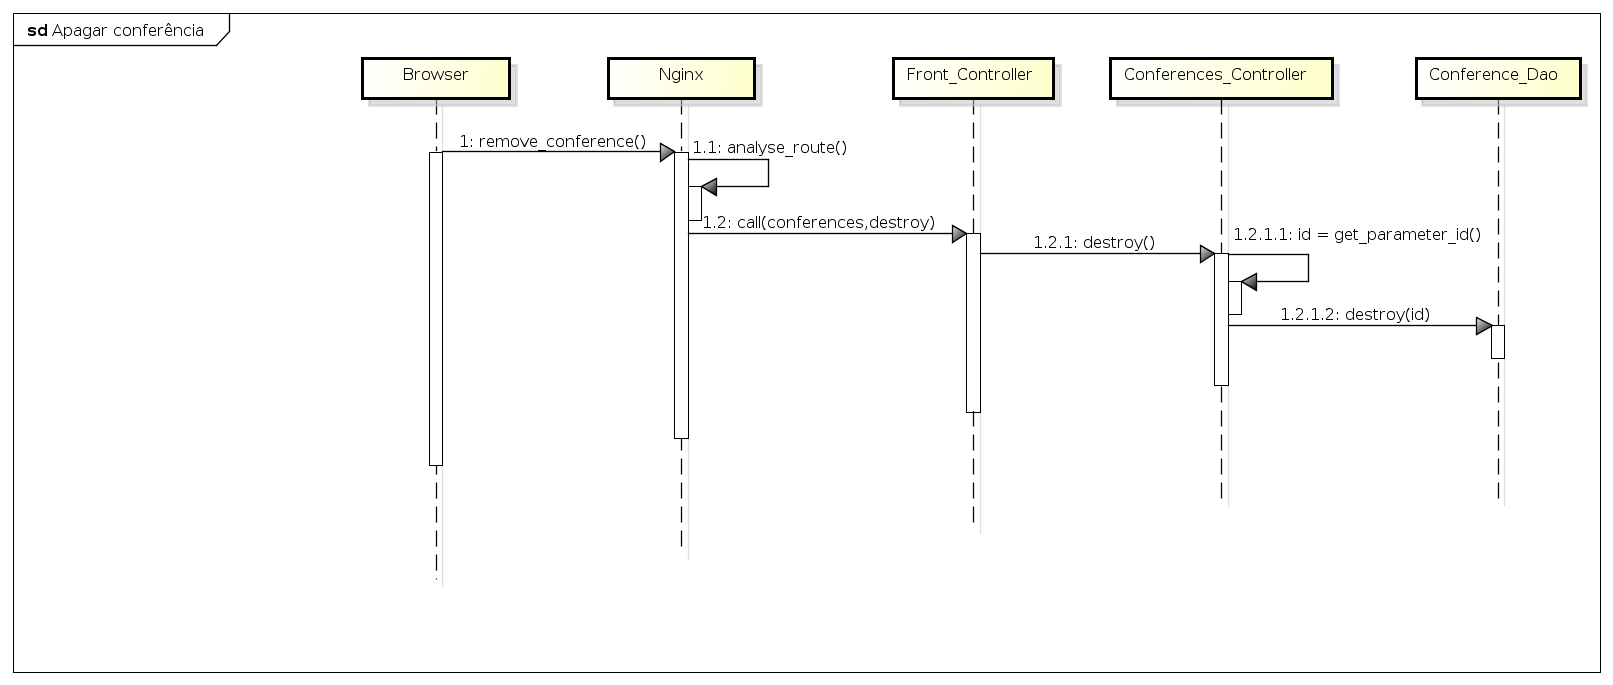 sd Apagar conferência
Browser
Nginx
Front_Controller
Conferences_Controller
Conference_Dao
1: remove_conference()
1.1: analyse_route()
1.2: call(conferences,destroy)
1.2.1: destroy()
1.2.1.1: id = get_parameter_id()
1.2.1.2: destroy(id)